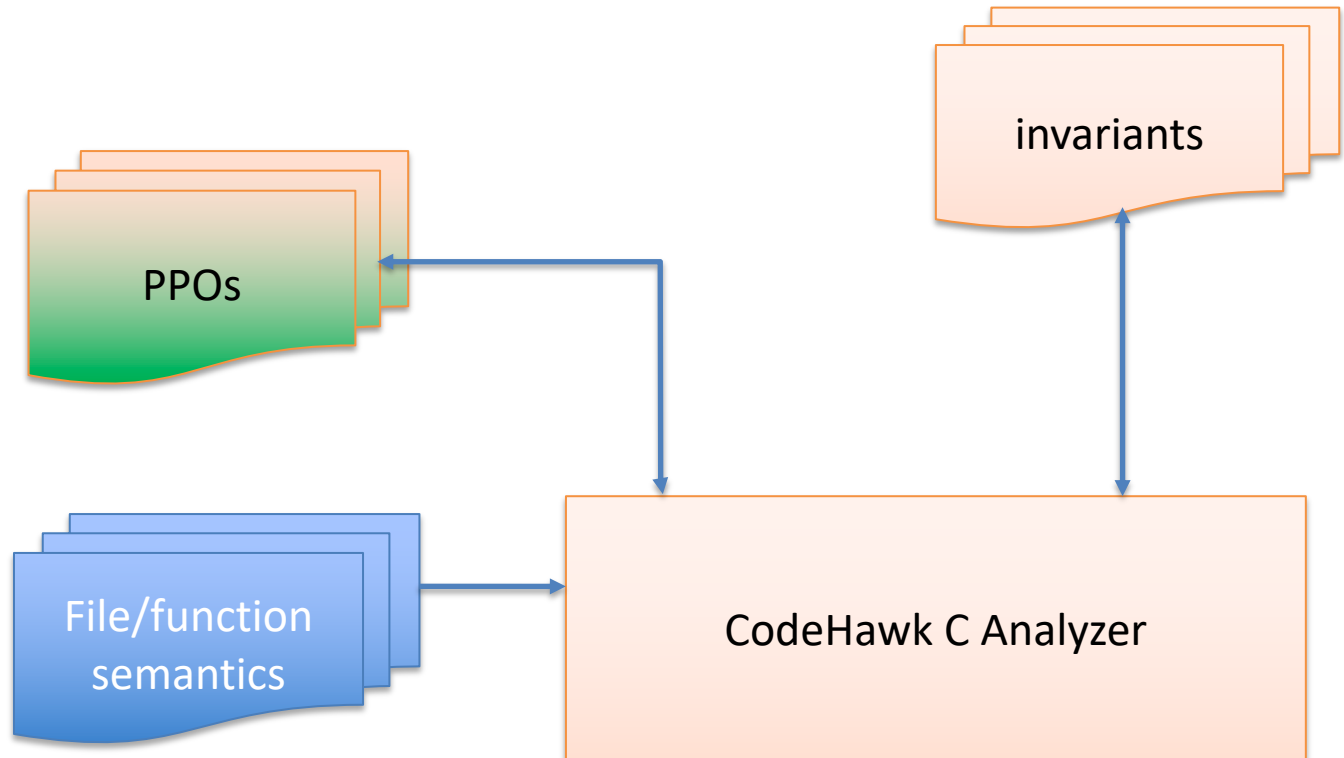 invariants
PPOs
File/function
semantics
CodeHawk C Analyzer